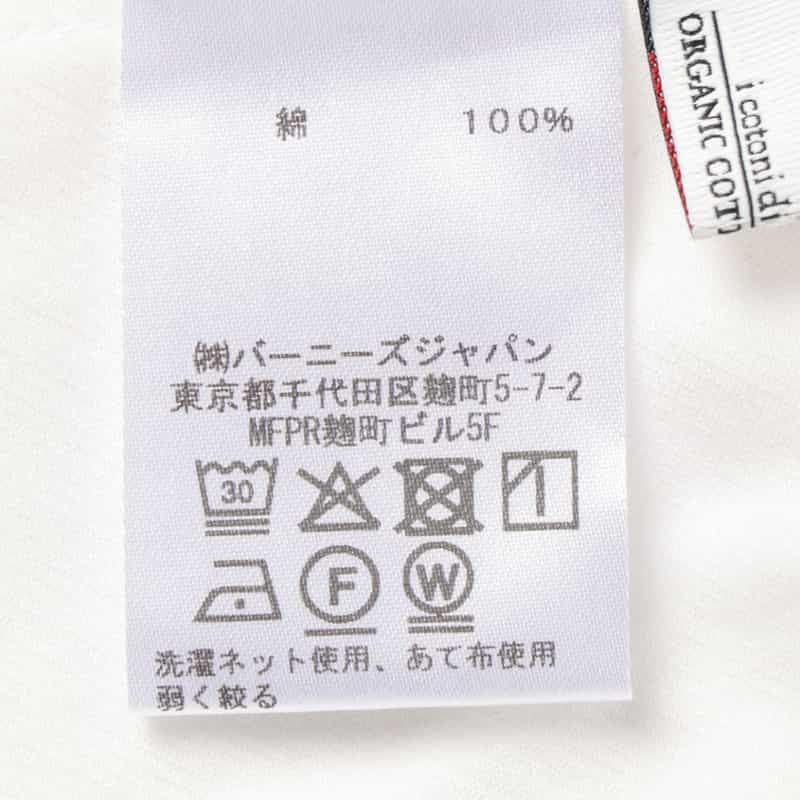 綿 100%
㈱バーニーズジャパン
東京都千代田区麹町5-7-2
MFPR麹町ビル5F
30
F W
洗濯ネット使用、あて布使用
弱く絞る
i cotoni di
ORGANIC COT